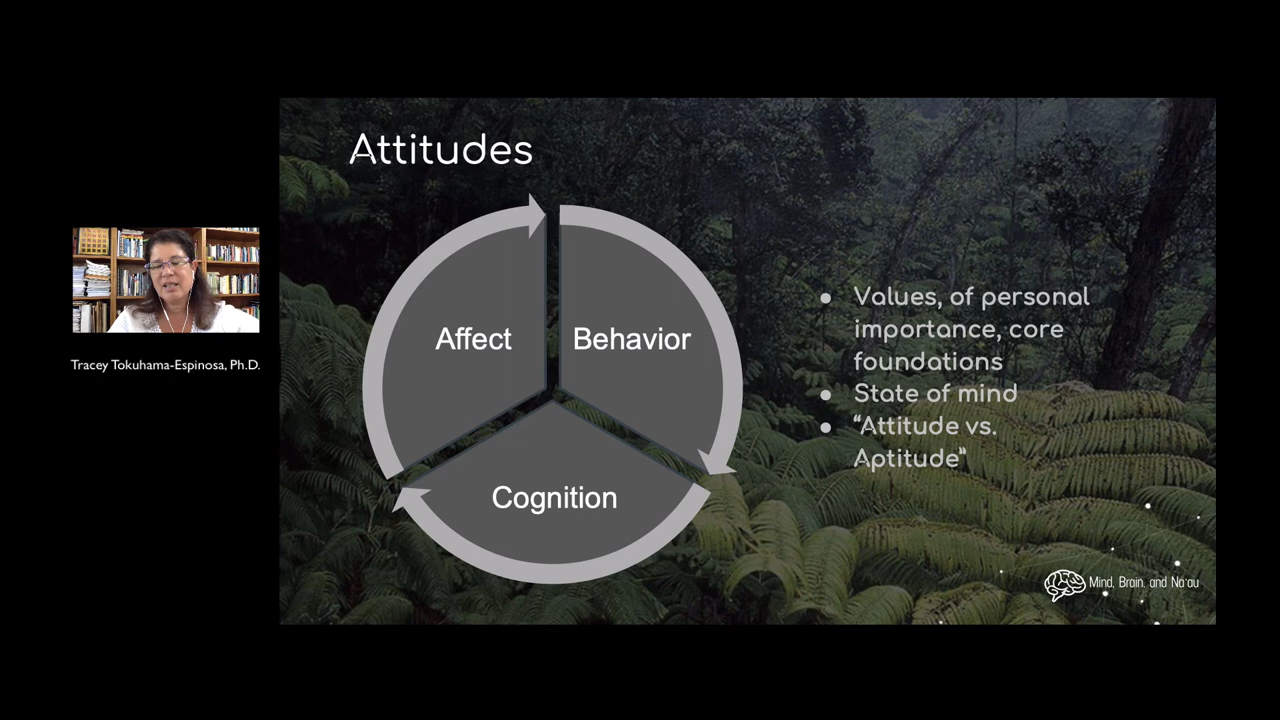 Attitudes
Affect
Behavior
Cognition
● Values, of personal
importance, core
foundations
● State of mind
● “Attitude vs.
Aptitude”
Tracey Tokuhama-Espinosa, Ph.D.
Mind, Brain, and Na‘au